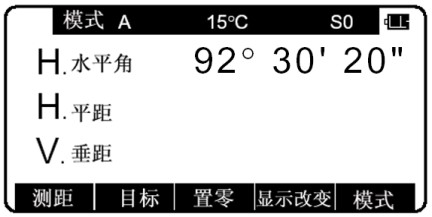 模式 A 15°C S0
H.水平角 92° 30' 20"
H.平距
V.垂距
测距 目标 置零 显示改变 模式